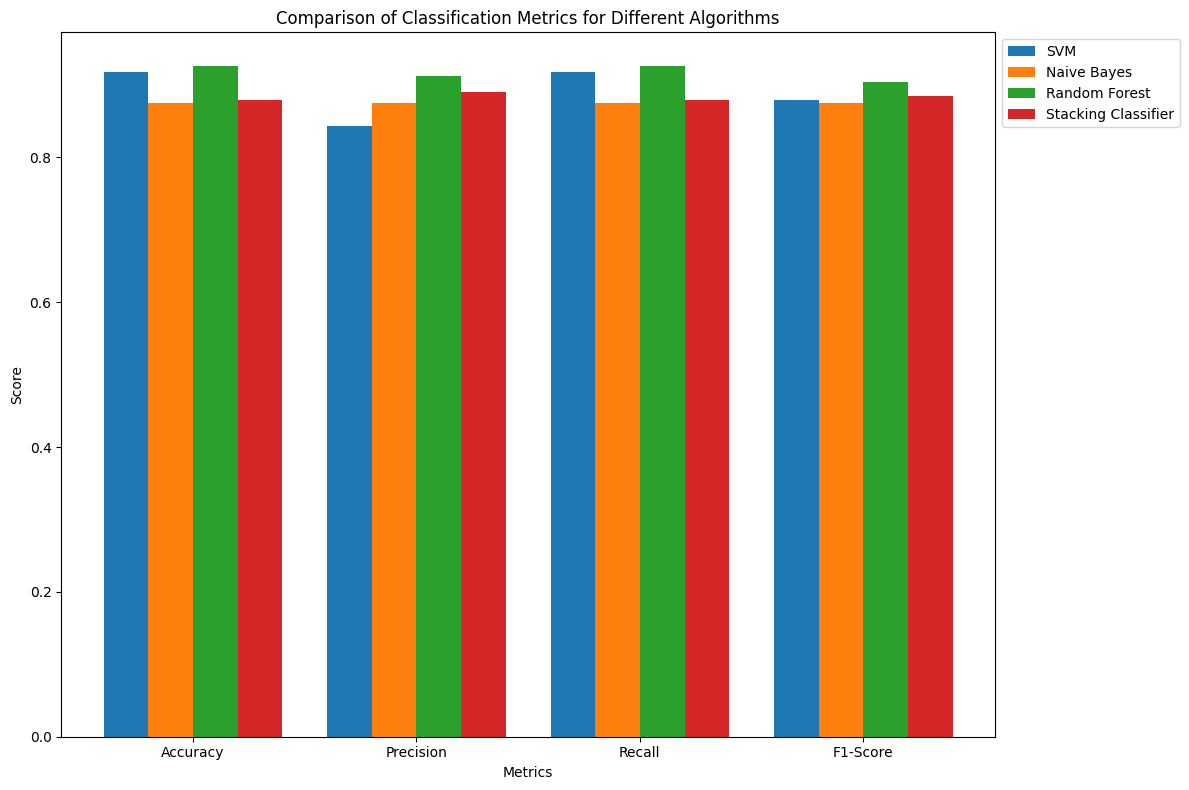 Comparison of Classification Metrics for Different Algorithms
SVM
Naive Bayes
Random Forest
Stacking Classifier
Score
0.8
0.6
0.4
0.2
0.0
Accuracy Precision Recall F1-Score
Metrics